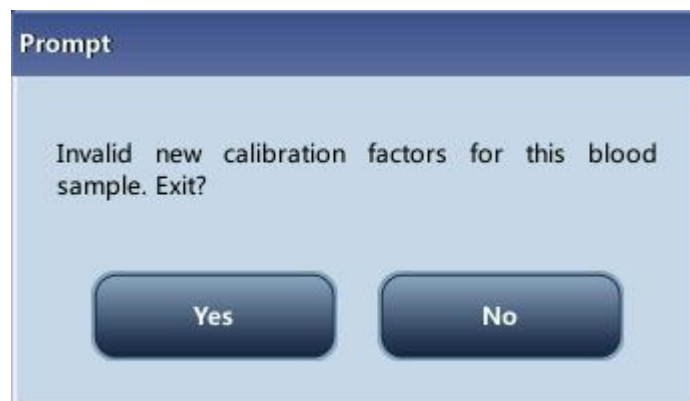 Prompt
Invalid new calibration factors for this blood
sample. Exit?
Yes
No